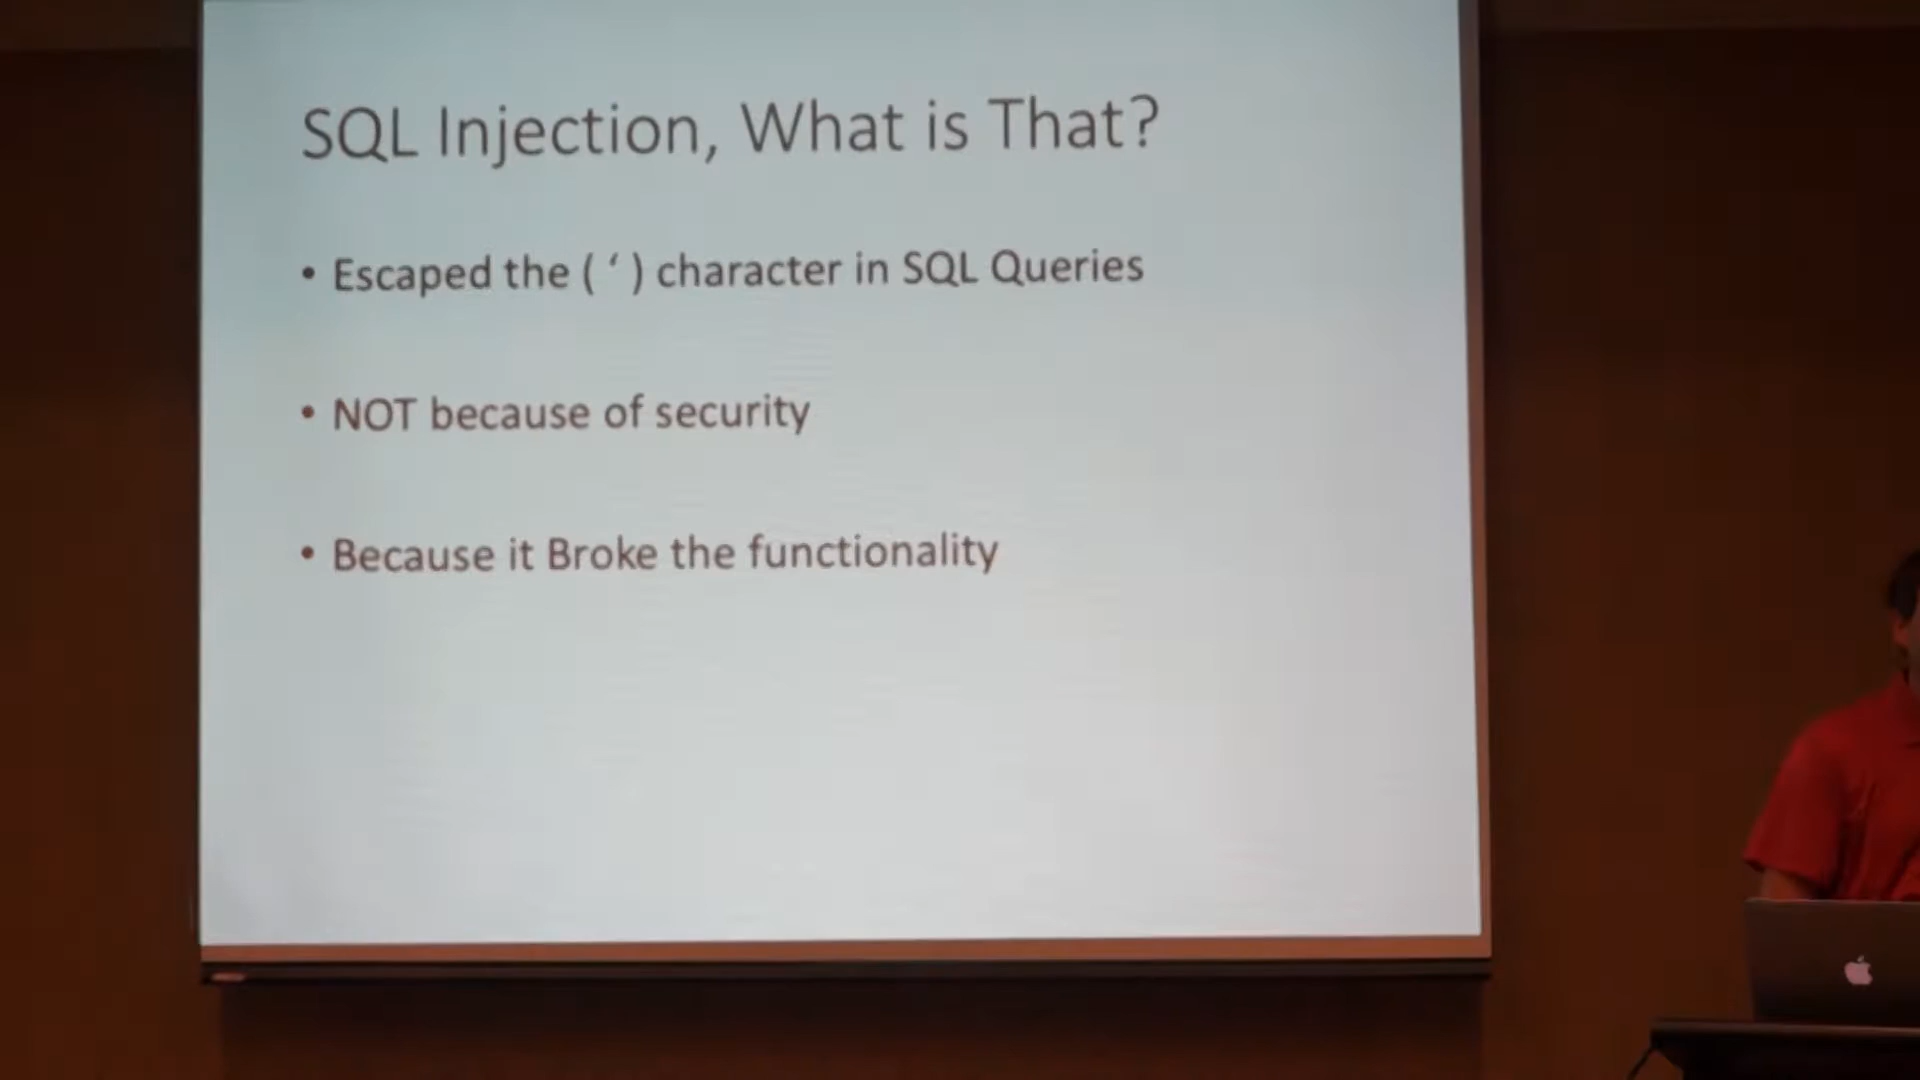 SQL Injection, What is That?
• Escaped the ( ‘ ) character in SQL Queries
• NOT because of security
• Because it Broke the functionality